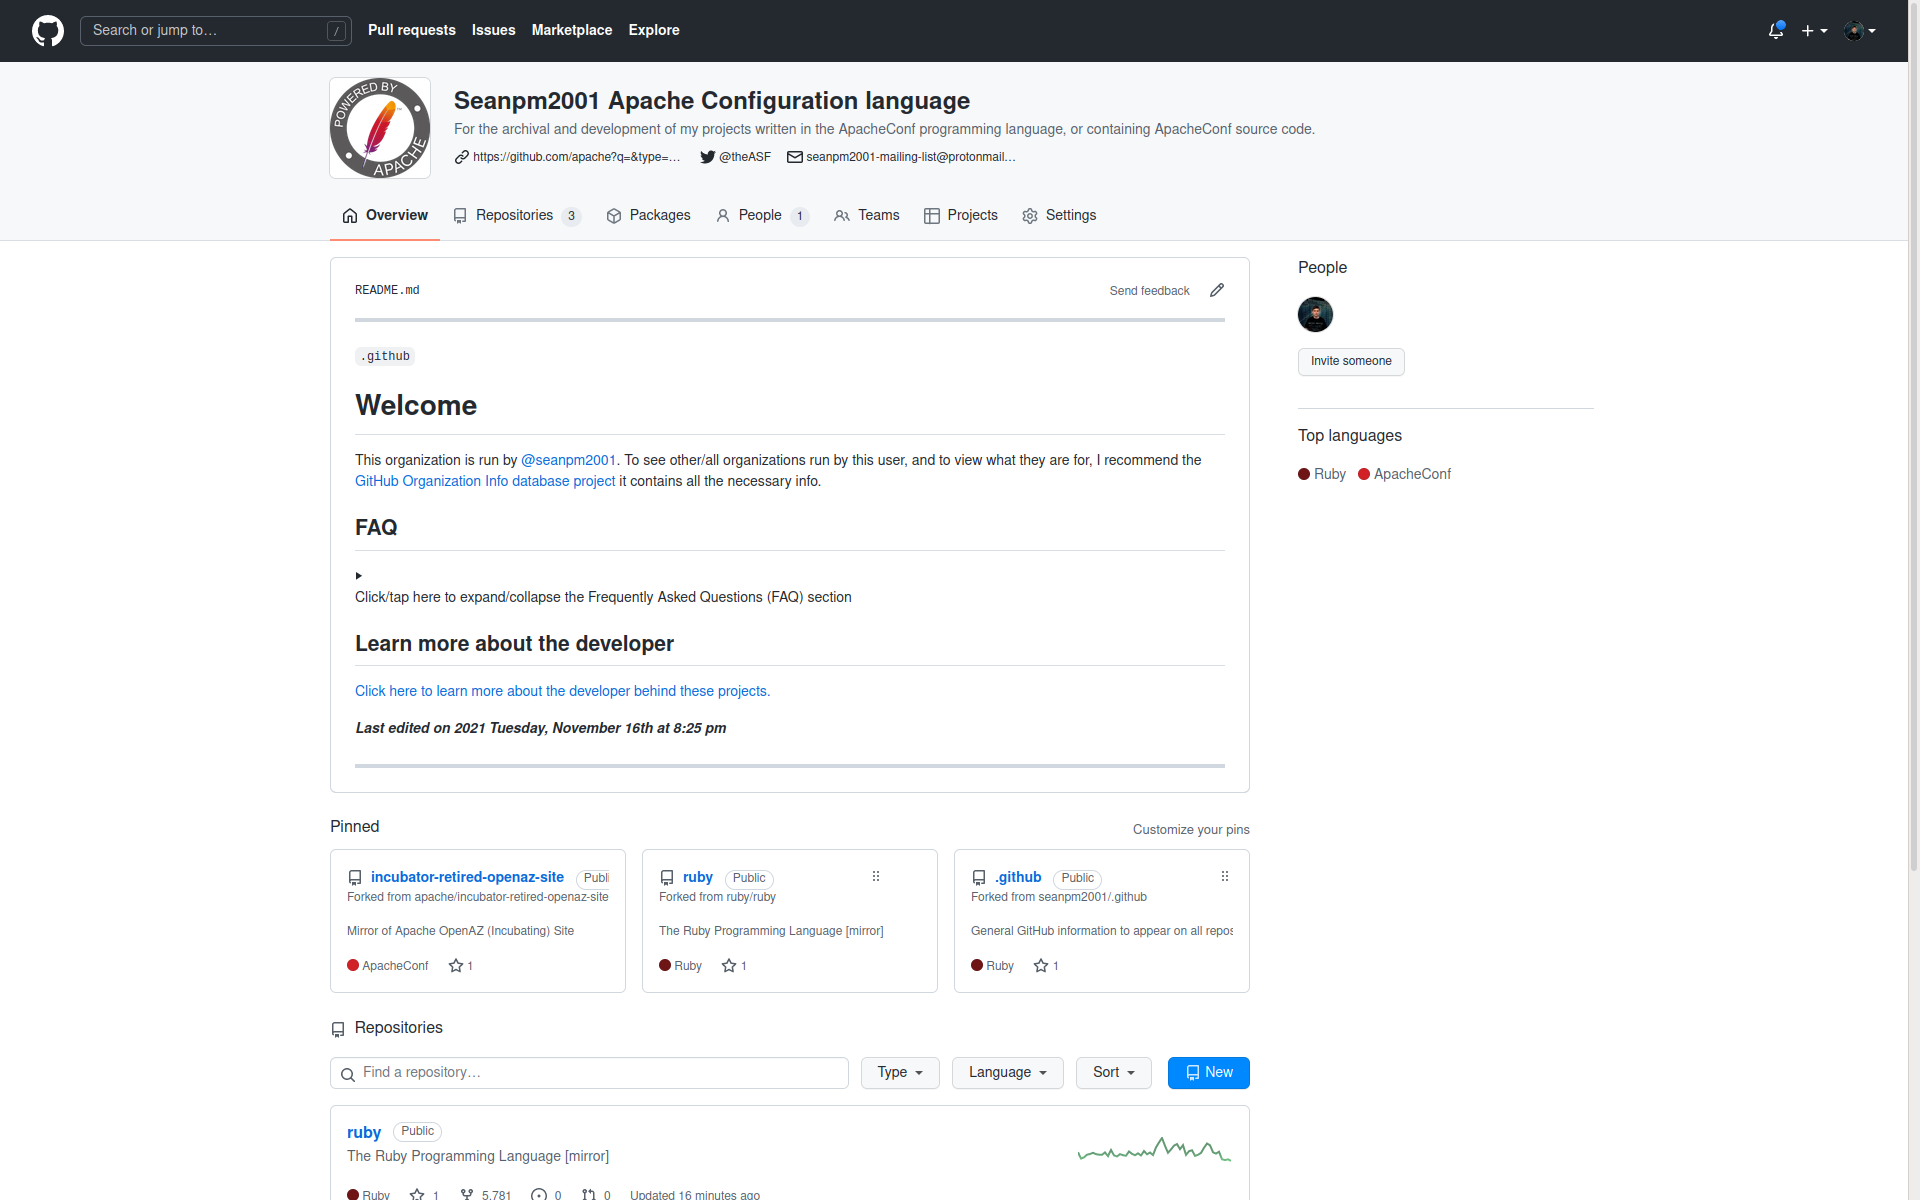 Search or jump to… /
Pull requests Issues Marketplace Explore
POWERED BY
APACHE
Seanpm2001 Apache Configuration language
For the archival and development of my projects written in the ApacheConf programming language, or containing ApacheConf source code.
https://github.com/apache?q=&type=… @theASF seanpm2001-mailing-list@protonmail…
Overview Repositories 3 Packages People 1 Teams Projects Settings
README.md Send feedback
.github
Welcome
This organization is run by @seanpm2001. To see other/all organizations run by this user, and to view what they are for, I recommend the
GitHub Organization Info database project it contains all the necessary info.
FAQ
Click/tap here to expand/collapse the Frequently Asked Questions (FAQ) section
Learn more about the developer
Click here to learn more about the developer behind these projects.
Last edited on 2021 Tuesday, November 16th at 8:25 pm
People
Invite someone
Top languages
Ruby ApacheConf
Pinned Customize your pins
incubator-retired-openaz-site Publi
Forked from apache/incubator-retired-openaz-site
Mirror of Apache OpenAZ (Incubating) Site
ApacheConf 1
ruby Public
Forked from ruby/ruby
The Ruby Programming Language [mirror]
Ruby 1
.github Public
Forked from seanpm2001/.github
General GitHub information to appear on all repos
Ruby 1
Repositories
Find a repository… Type Language Sort New
ruby Public
The Ruby Programming Language [mirror]
Ruby 1 5,781 0 0 Updated 16 minutes ago